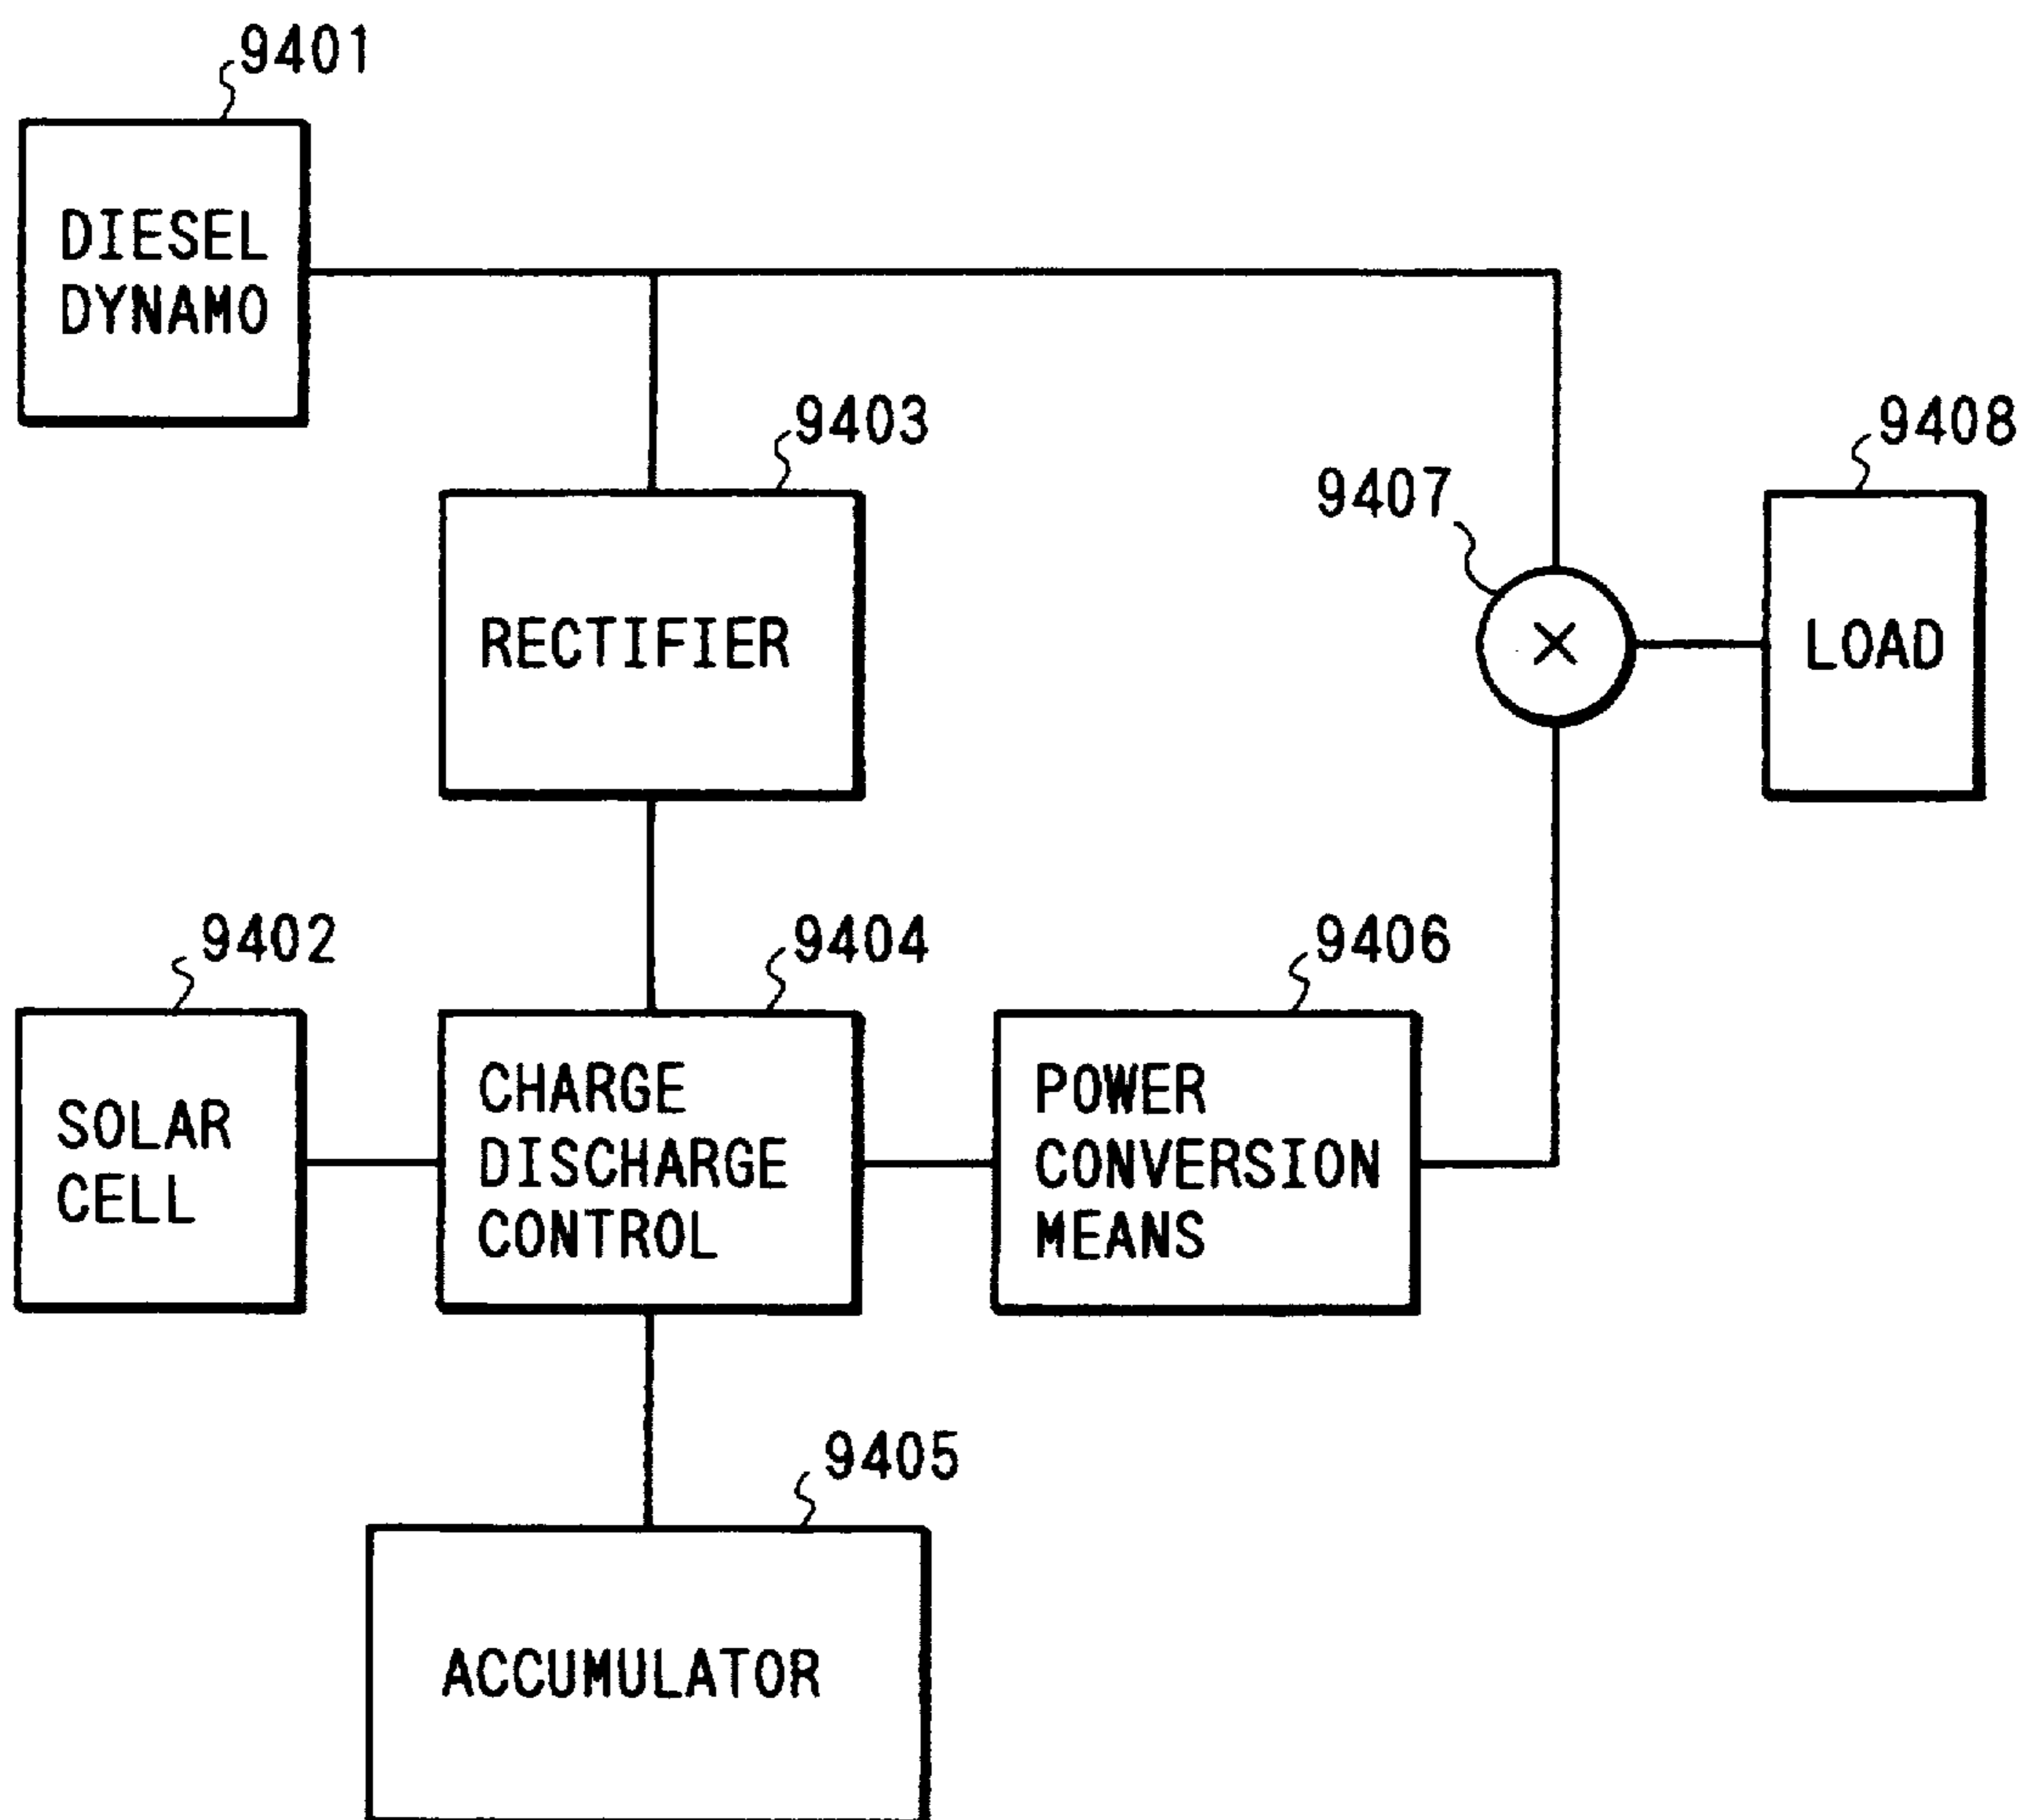 9401
DIESEL
DYNAMO
9403
RECTIFIER
9407
×
9408
LOAD
9402
SOLAR
CELL
9404
CHARGE
DISCHARGE
CONTROL
9406
POWER
CONVERSION
MEANS
9405
ACCUMULATOR